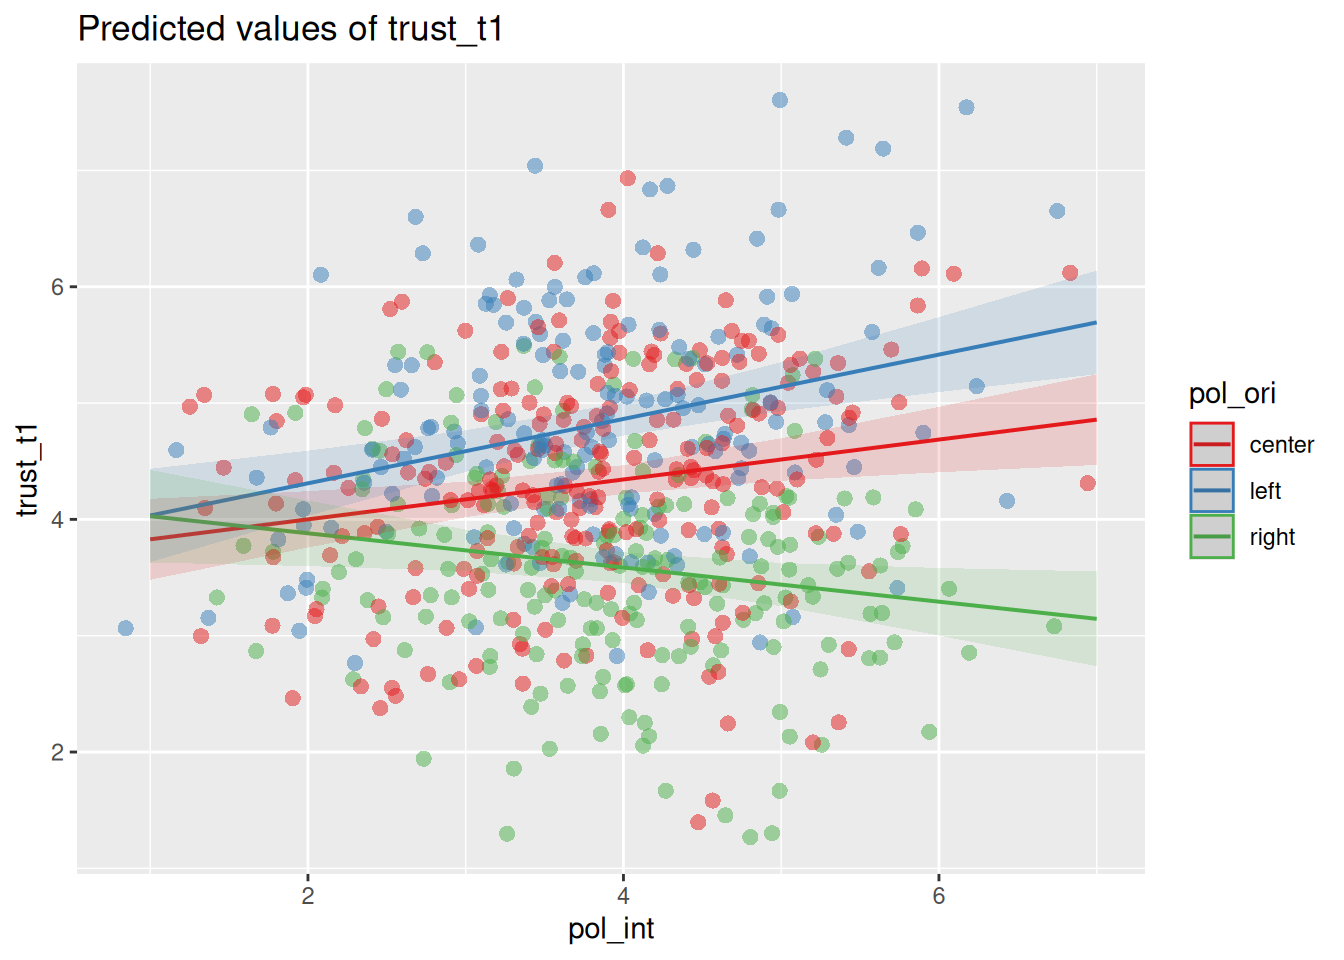 Predicted values of trust_t1
trust_t1
6
4
2
2
4
6
pol_int
pol_ori
center
left
right